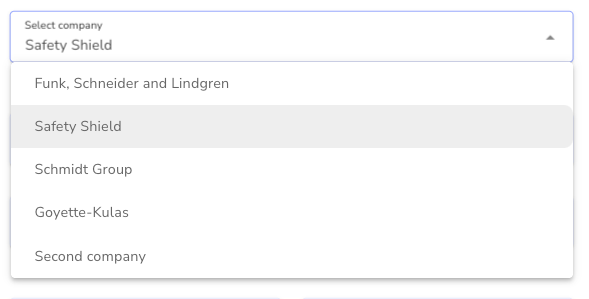 Select company
Safety Shield
Funk, Schneider and Lindgren
Safety Shield
Schmidt Group
Goyette-Kulas
Second company